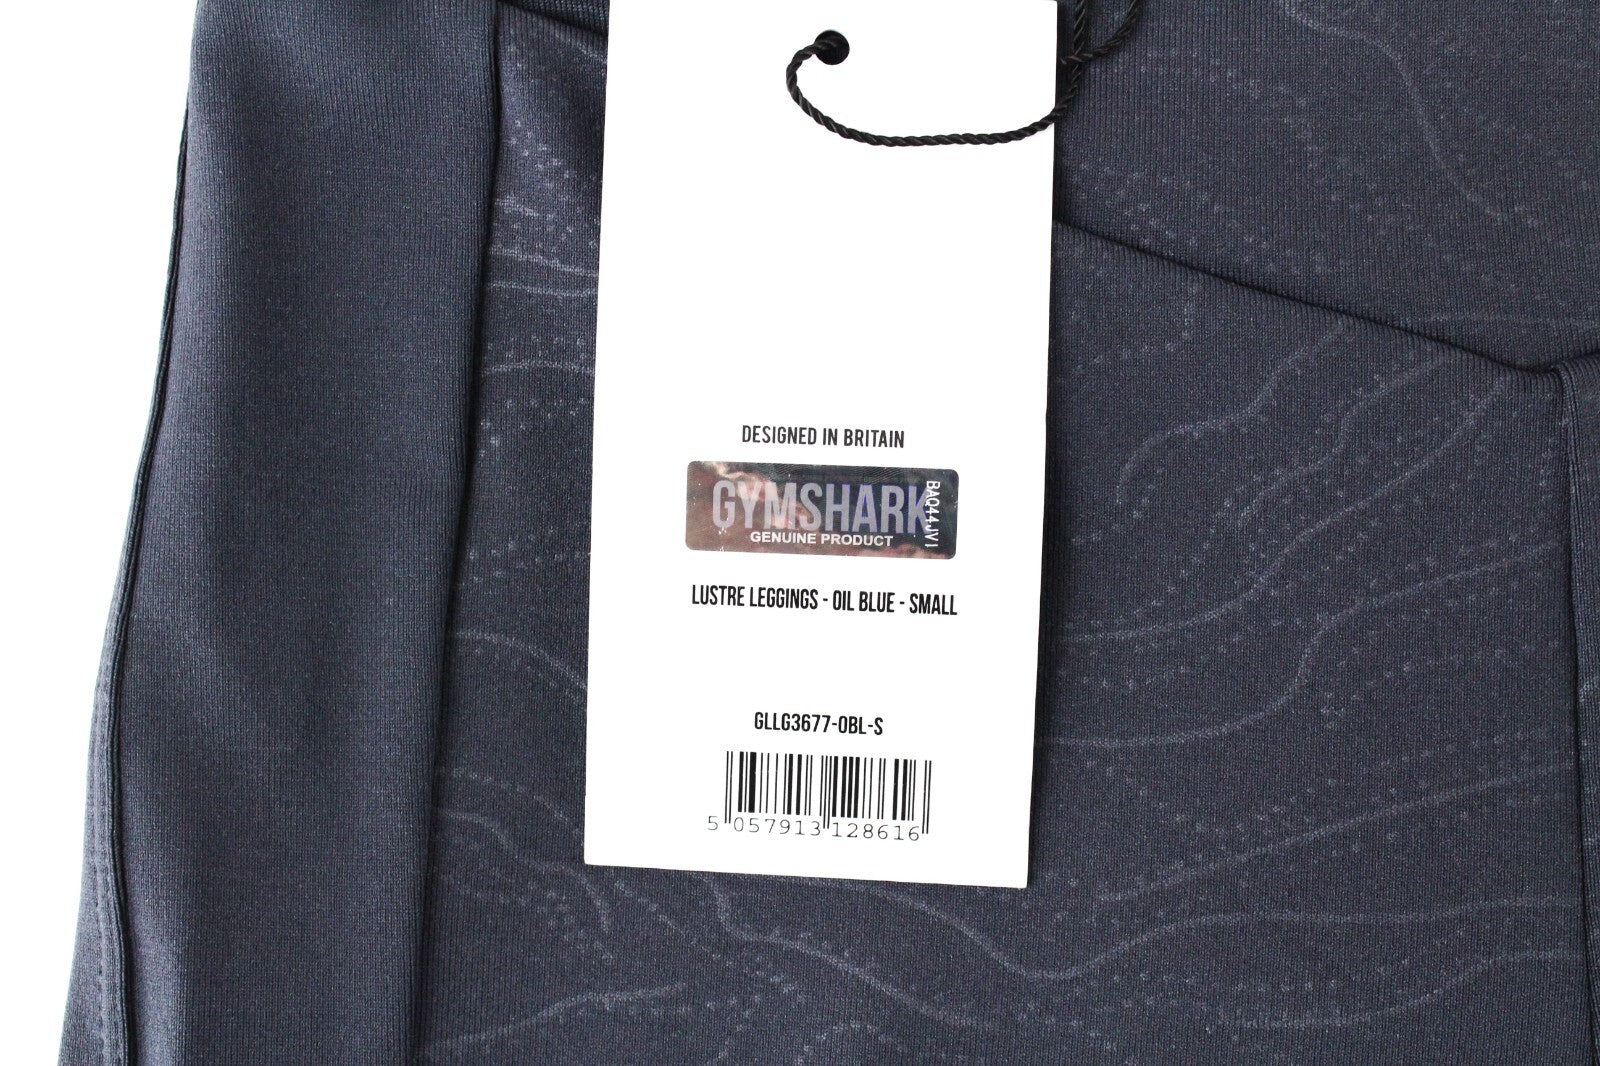 DESIGNED IN BRITAIN
GYMSHARK
BAQ44JV1
GENUINE PRODUCT
LUSTRE LEGGINGS - OIL BLUE - SMALL
GLLG3677-OBL-S
5 057913 128616